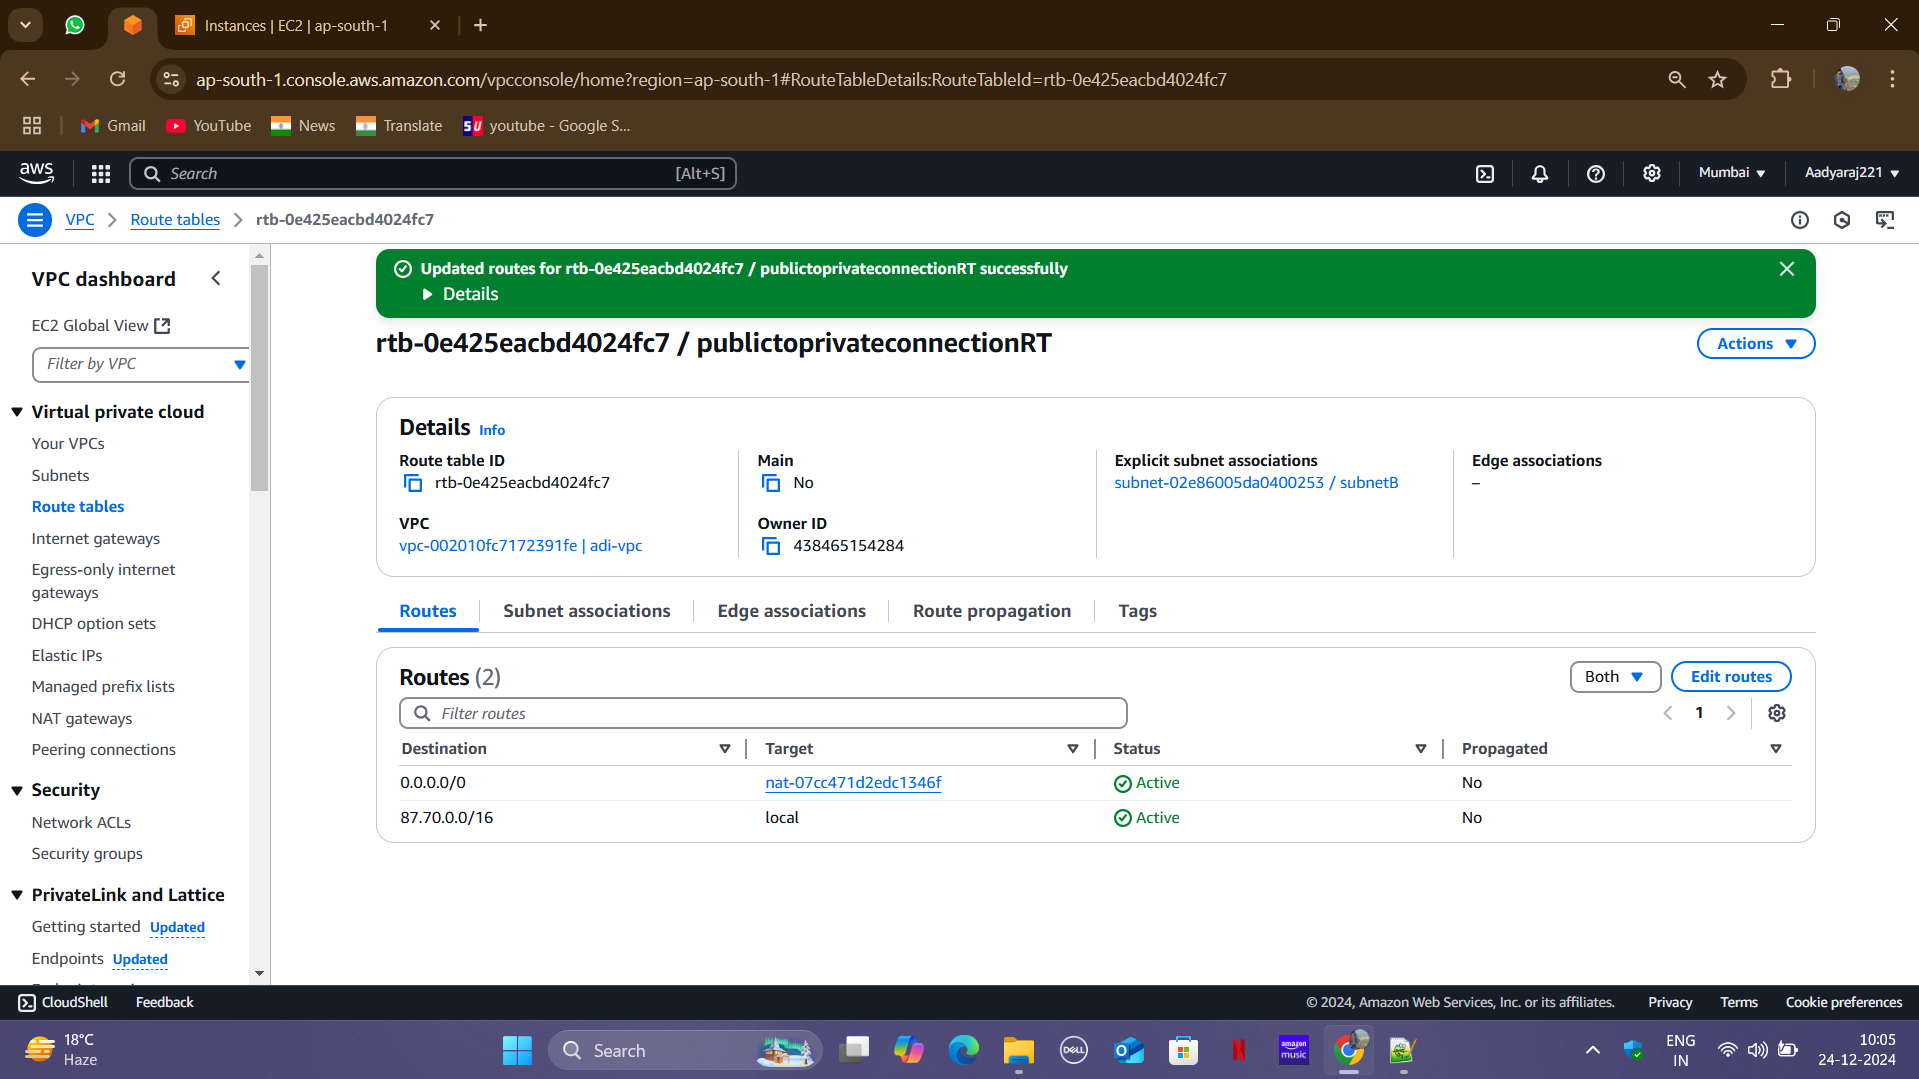 Instances | EC2 | ap-south-1
ap-south-1.console.aws.amazon.com/vpcconsole/home?region=ap-south-1#RouteTableDetails:RouteTableId=rtb-0e425eacbd4024fc7
Gmail
YouTube
News
Translate
SU
youtube - Google S...
aws
Search
[Alt+S]
Mumbai
Aadyaraj221
VPC
Route tables
rtb-0e425eacbd4024fc7
VPC dashboard
EC2 Global View
Filter by VPC
Virtual private cloud
Your VPCs
Subnets
Route tables
Internet gateways
Egress-only internet
gateways
DHCP option sets
Elastic IPs
Managed prefix lists
NAT gateways
Peering connections
Security
Network ACLs
Security groups
PrivateLink and Lattice
Getting started Updated
Endpoints Updated
Updated routes for rtb-0e425eacbd4024fc7 / publictoprivateconnectionRT successfully
Details
rtb-0e425eacbd4024fc7 / publictoprivateconnectionRT
Actions
Details Info
Route table ID
rtb-0e425eacbd4024fc7
Main
No
Explicit subnet associations
subnet-02e86005da0400253 / subnetB
Edge associations
–
VPC
vpc-002010fc7172391fe | adi-vpc
Owner ID
438465154284
Routes
Subnet associations
Edge associations
Route propagation
Tags
Routes (2)
Both
Edit routes
Filter routes
1
Destination Target Status Propagated
0.0.0.0/0 nat-07cc471d2edc1346f Active No
87.70.0.0/16 local Active No
CloudShell
Feedback
© 2024, Amazon Web Services, Inc. or its affiliates.
Privacy
Terms
Cookie preferences
18°C
Haze
Search
DELL
amazon
music
ENG
IN
10:05
24-12-2024